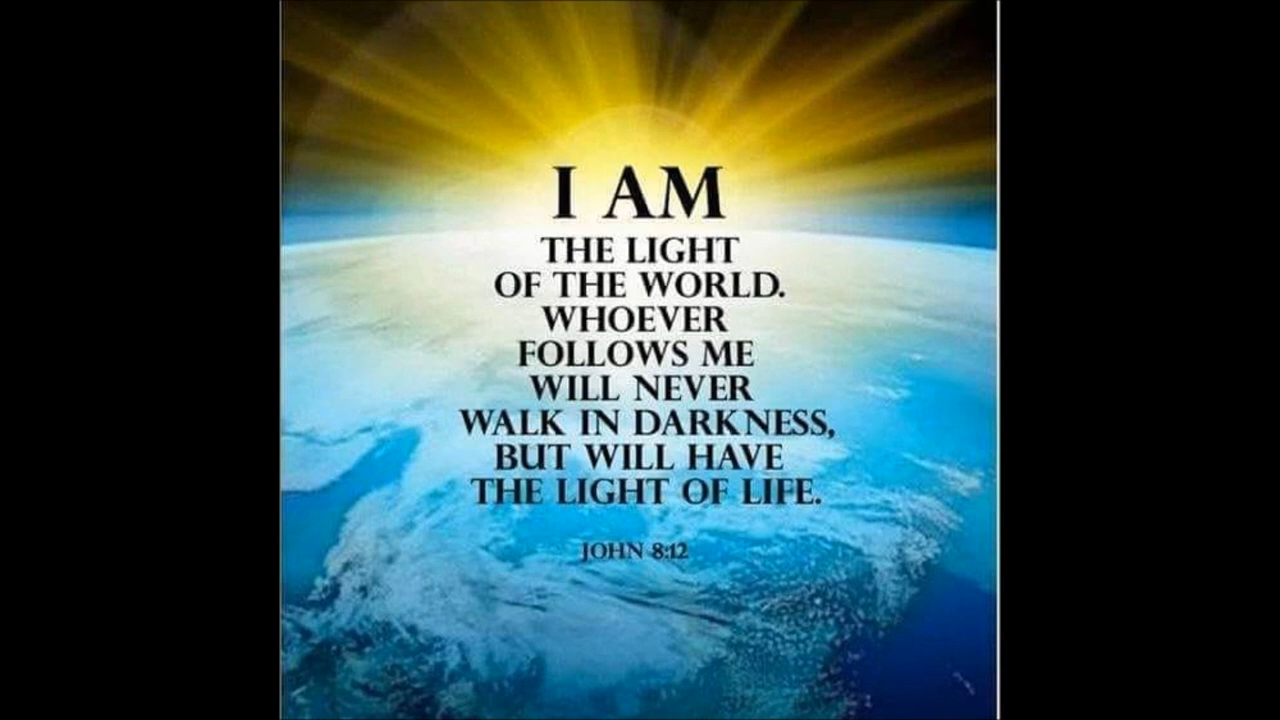 I AM
THE LIGHT
OF THE WORLD.
WHOEVER
FOLLOWS ME
WILL NEVER
WALK IN DARKNESS,
BUT WILL HAVE
THE LIGHT OF LIFE.
JOHN 8:12